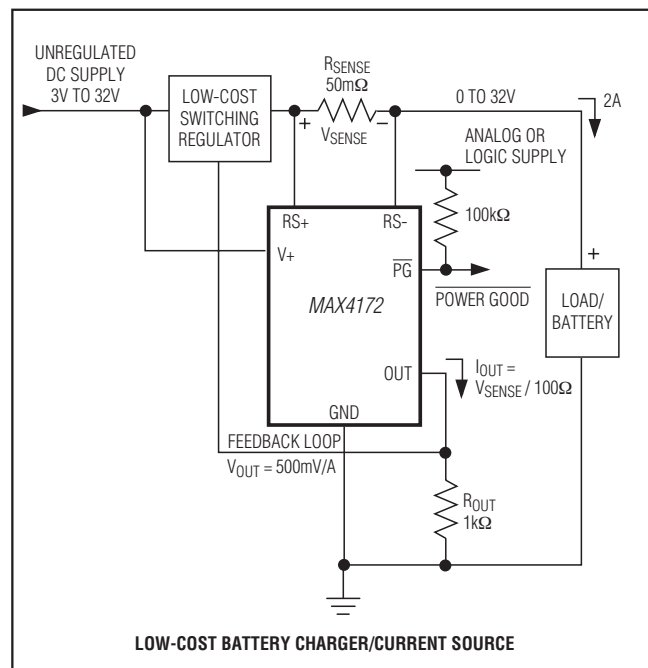 UNREGULATED
DC SUPPLY
3V TO 32V
LOW-COST
SWITCHING
REGULATOR
RSENSE
50mΩ
+ −
VSENSE
0 TO 32V
2A
ANALOG OR
LOGIC SUPPLY
100kΩ
RS+
RS-
V+
PG
POWER GOOD
MAX4172
+
LOAD/
BATTERY
OUT
IOUT =
VSENSE / 100Ω
GND
FEEDBACK LOOP
VOUT = 500mV/A
ROUT
1kΩ
LOW-COST BATTERY CHARGER/CURRENT SOURCE